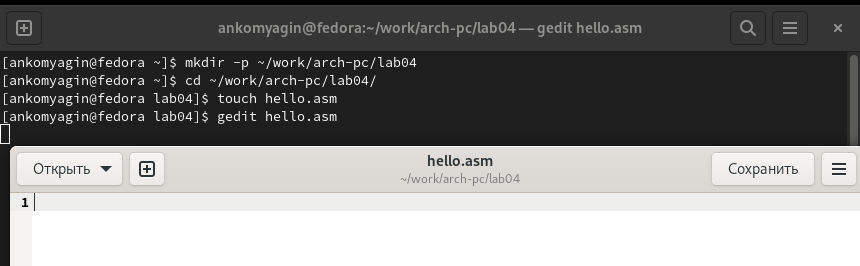 ankomyagin@fedora:~/work/arch-pc/lab04 — gedit hello.asm
[ankomyagin@fedora ~]$ mkdir -p ~/work/arch-pc/lab04
[ankomyagin@fedora ~]$ cd ~/work/arch-pc/lab04/
[ankomyagin@fedora lab04]$ touch hello.asm
[ankomyagin@fedora lab04]$ gedit hello.asm
Открыть
hello.asm
~/work/arch-pc/lab04
Сохранить
1